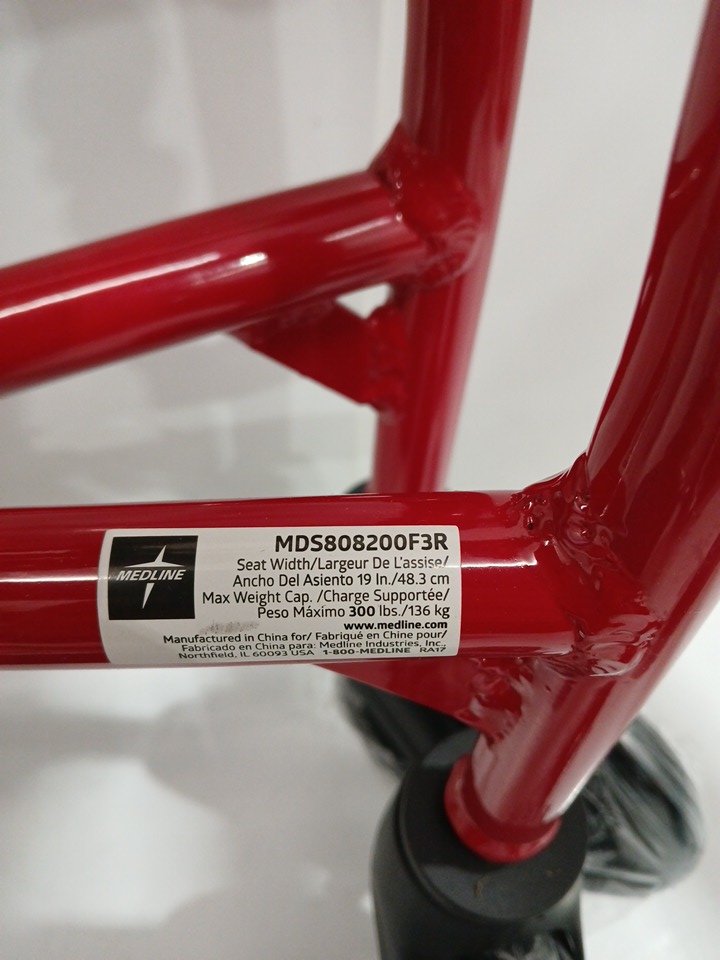 MEDLINE
MDS808200F3R
Seat Width/Largeur De L'assise/
Ancho Del Asiento 19 In./48.3 cm
Max Weight Cap. /Charge Supportée/
Peso Máximo 300 lbs./136 kg
www.medline.com
Manufactured in China for/ Fabriqué en Chine pour/
Fabricado en China para: Medline Industries, Inc.,
Northfield, IL 60093 USA 1-800-MEDLINE RA17